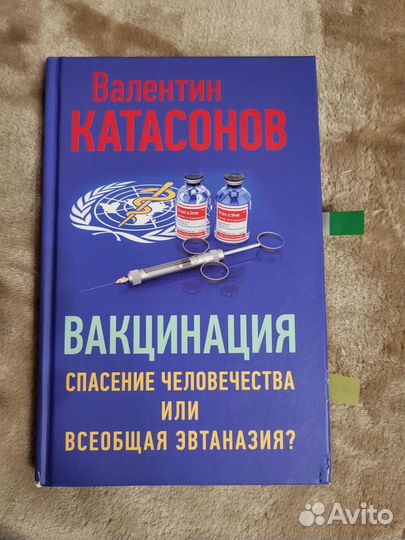 Валентин
КАТАСОНОВ
Vaccine
Vaccine
ВАКЦИНАЦИЯ
СПАСЕНИЕ ЧЕЛОВЕЧЕСТВА
ИЛИ
ВСЕОБЩАЯ ЭВТАНАЗИЯ?
Avito